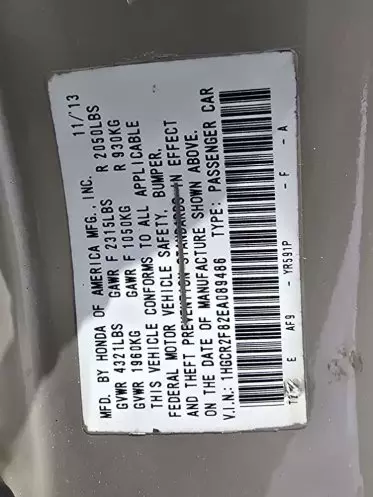 MFD. BY HONDA OF AMERICA MFG., INC. 11/13
GVWR 4321LBS GAWR F 2315LBS R 2050LBS
GVWR 1960KG GAWR F 1050KG R 930KG
THIS VEHICLE CONFORMS TO ALL APPLICABLE
FEDERAL MOTOR VEHICLE SAFETY, BUMPER,
AND THEFT PREVENTION STANDARDS IN EFFECT
ON THE DATE OF MANUFACTURE SHOWN ABOVE.
V.I.N.: 1HGCR2F82EA089486 TYPE: PASSENGER CAR
E AF9 - YR591P - F - A